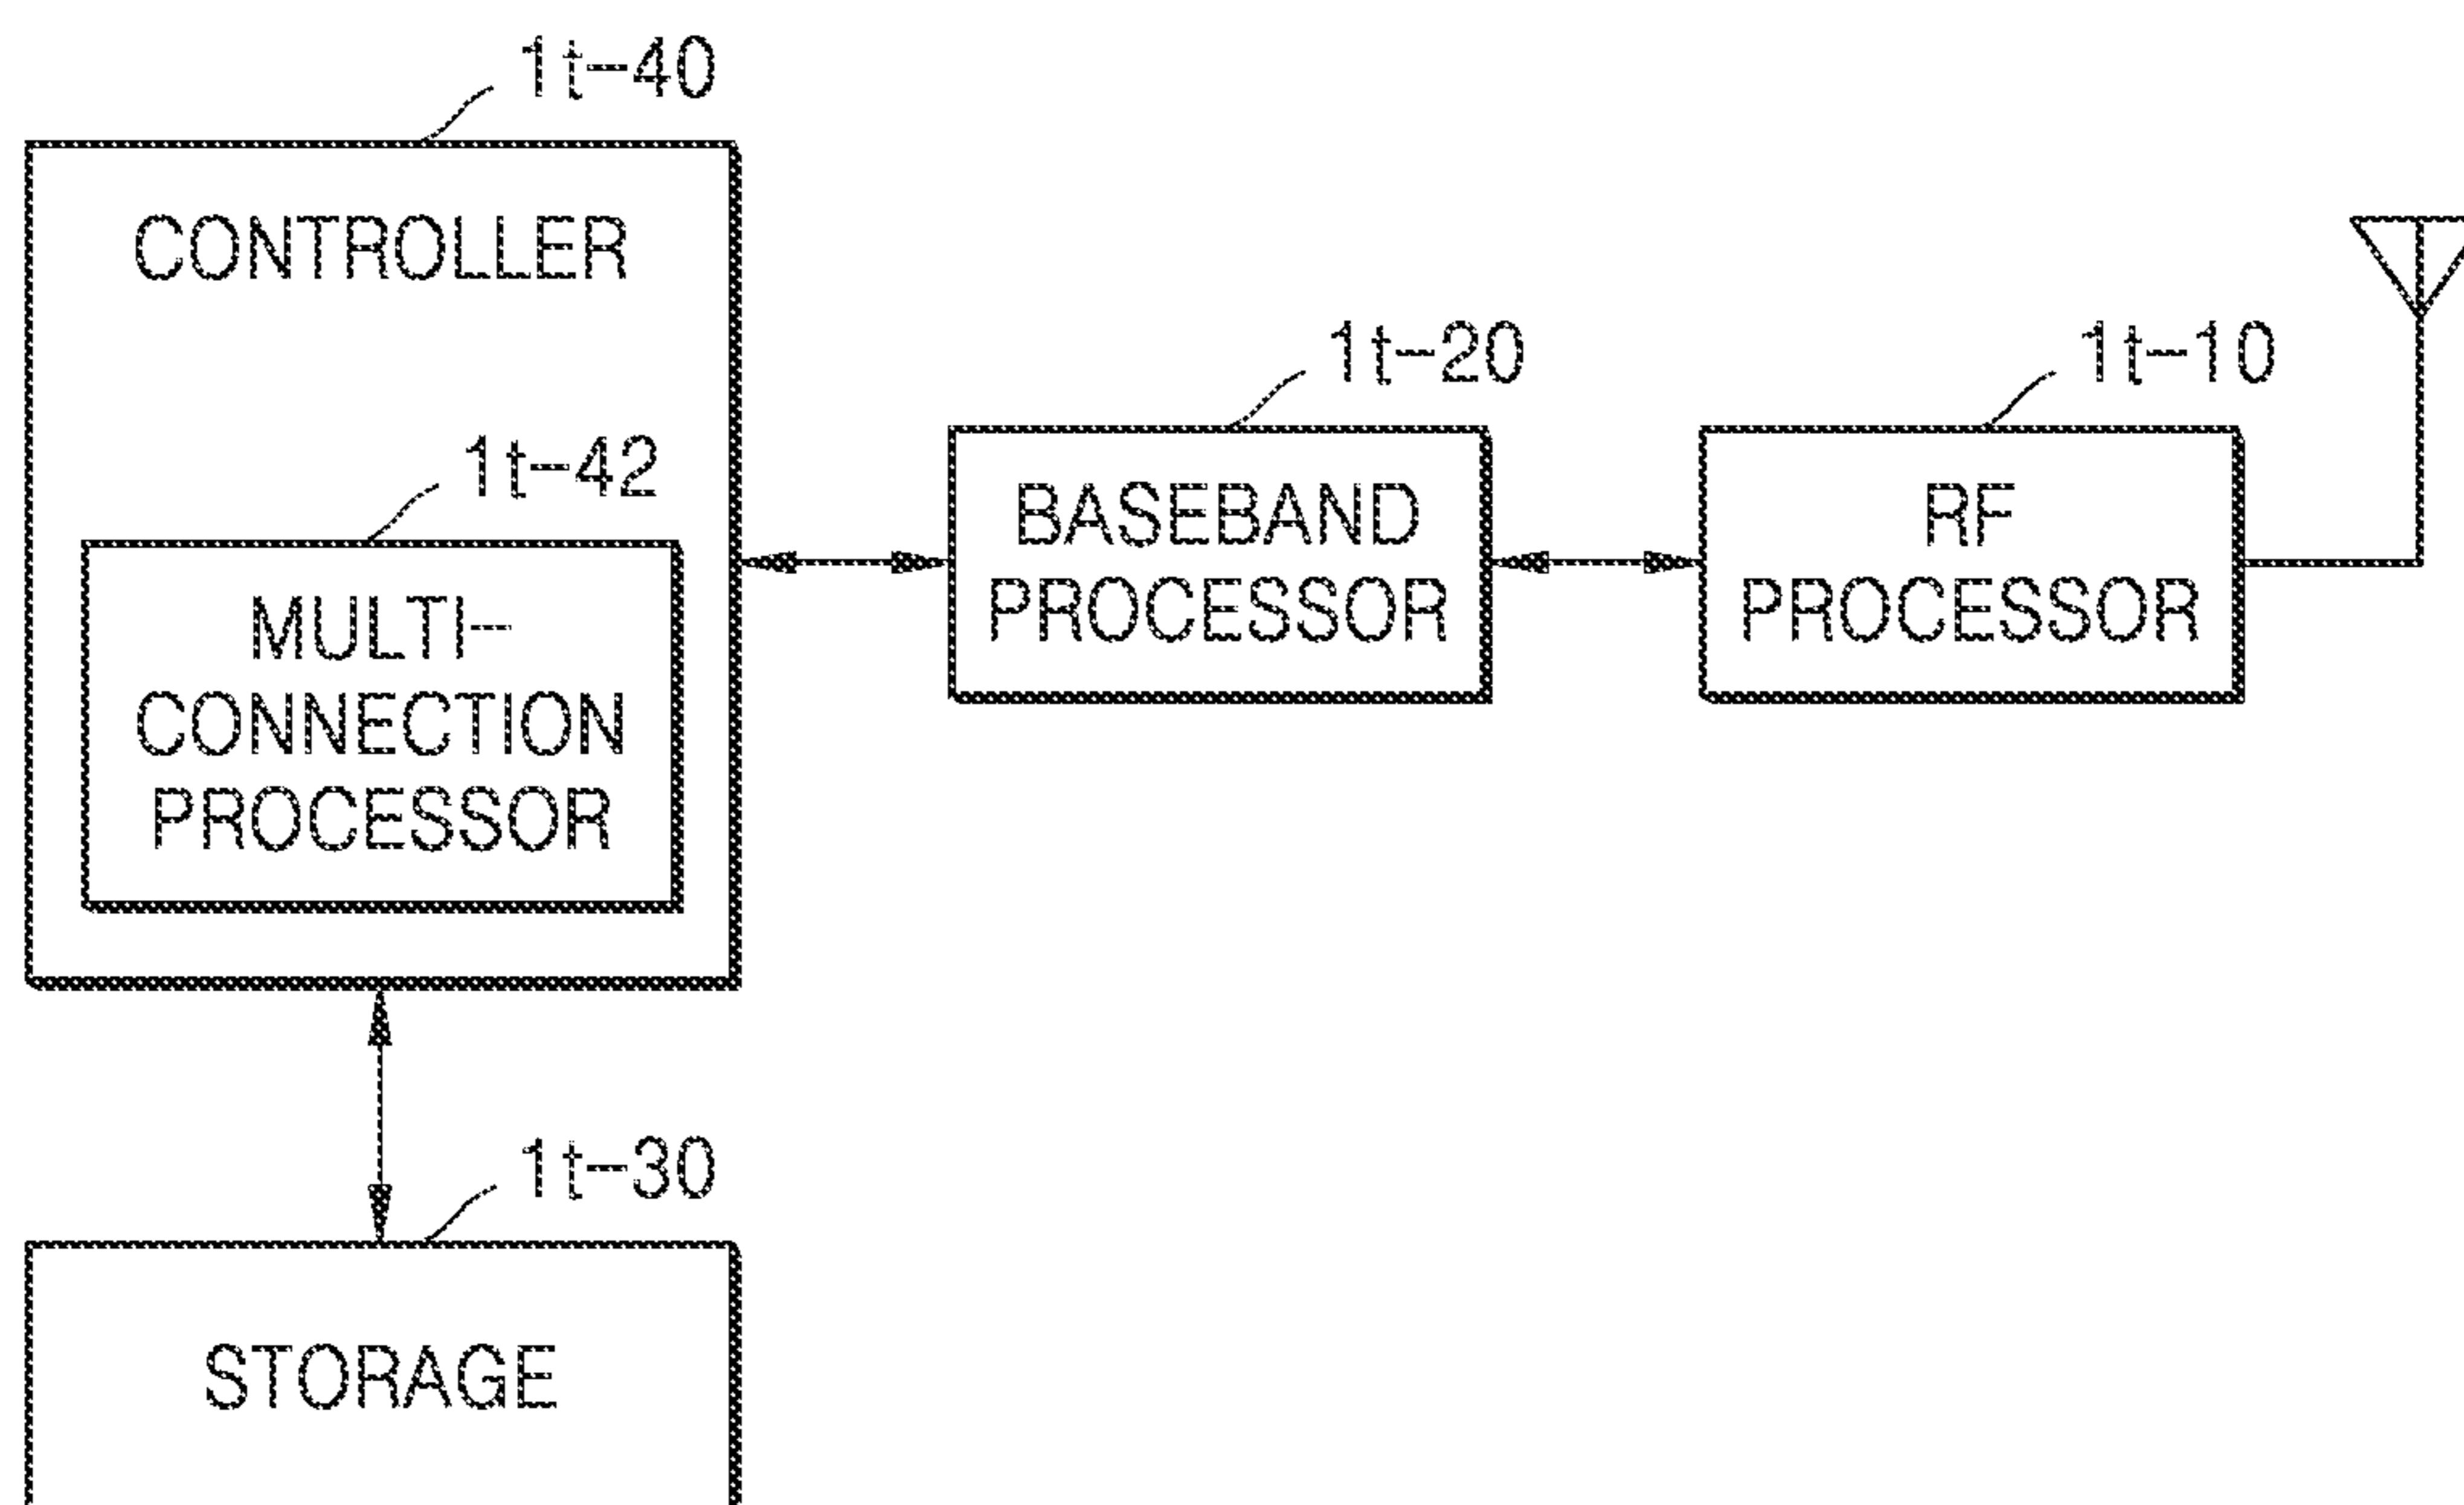 1t-40
CONTROLLER
1t-20
1t-10
1t-42
BASEBAND
PROCESSOR
RF
PROCESSOR
MULTI-
CONNECTION
PROCESSOR
1t-30
STORAGE